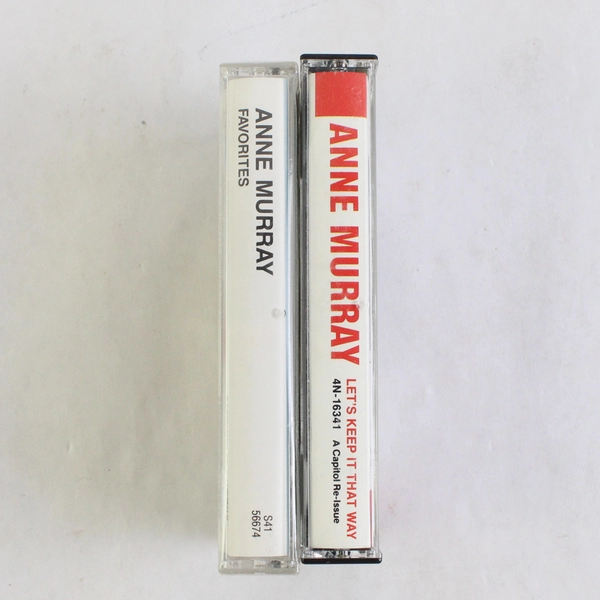 ANNE MURRAY
FAVORITES
S41
56674
ANNE MURRAY
LET'S KEEP IT THAT WAY
4N-16341 A Capitol Re-Issue